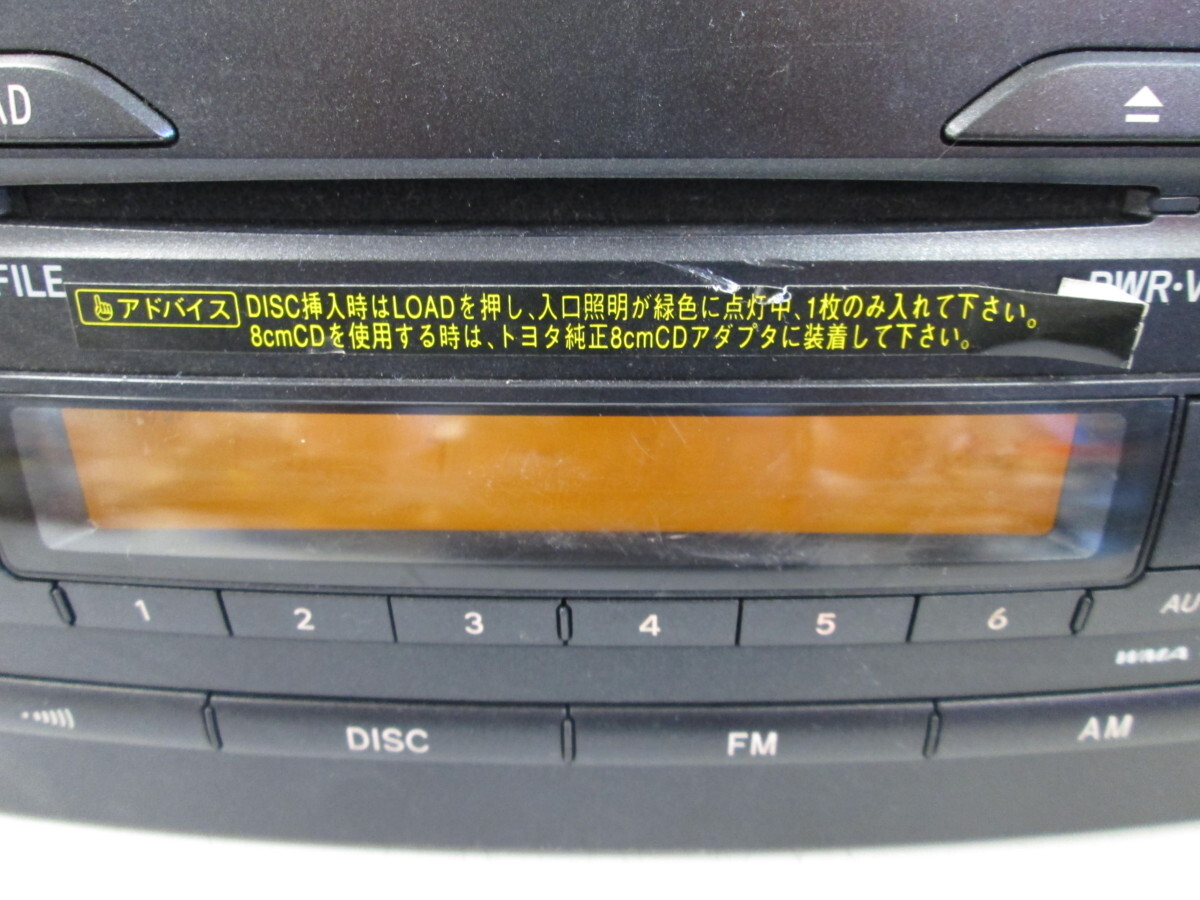 AD
FILE
PWR・V
アドバイス
DISC挿入時はLOADを押し、入口照明が緑色に点灯中、1枚のみ入れて下さい。
8cmCDを使用する時は、トヨタ純正8cmCDアダプタに装着して下さい。
1 2 3 4 5 6
AU
WMA
DISC FM AM